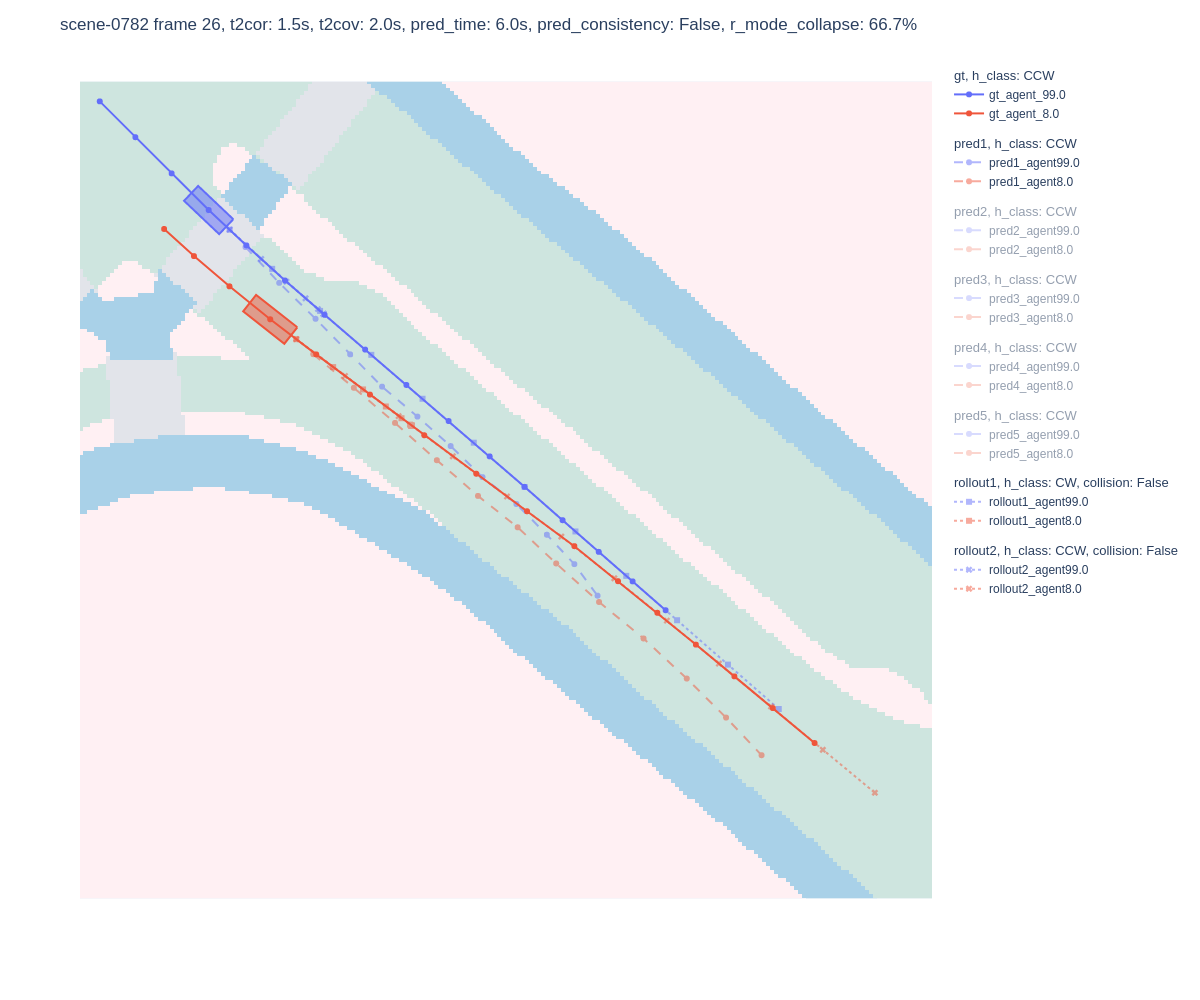 scene-0782 frame 26, t2cor: 1.5s, t2cov: 2.0s, pred_time: 6.0s, pred_consistency: False, r_mode_collapse: 66.7%
gt, h_class: CCW
gt_agent_99.0
gt_agent_8.0
pred1, h_class: CCW
pred1_agent99.0
pred1_agent8.0
pred2, h_class: CCW
pred2_agent99.0
pred2_agent8.0
pred3, h_class: CCW
pred3_agent99.0
pred3_agent8.0
pred4, h_class: CCW
pred4_agent99.0
pred4_agent8.0
pred5, h_class: CCW
pred5_agent99.0
pred5_agent8.0
rollout1, h_class: CW, collision: False
rollout1_agent99.0
rollout1_agent8.0
rollout2, h_class: CCW, collision: False
rollout2_agent99.0
rollout2_agent8.0